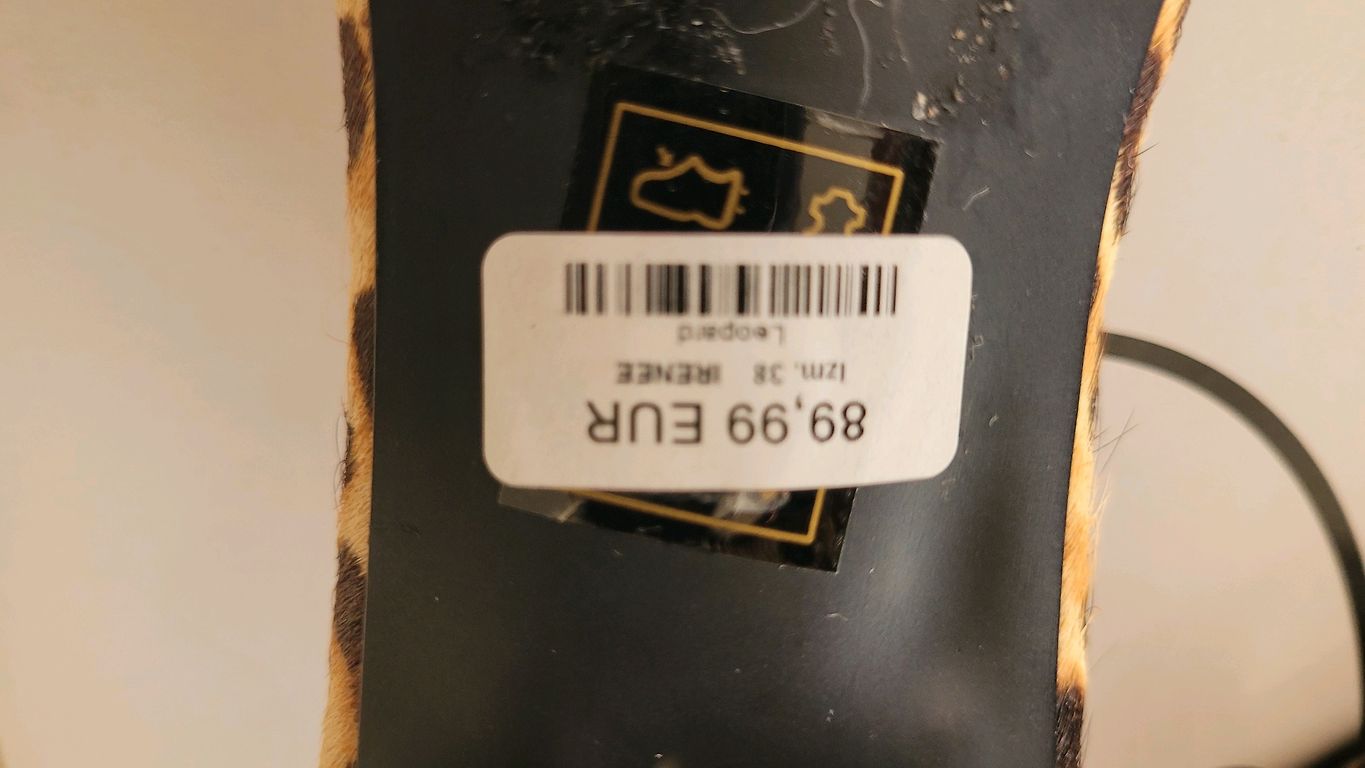 89,99 EUR
Izm. 38 IRENEE
Leopard